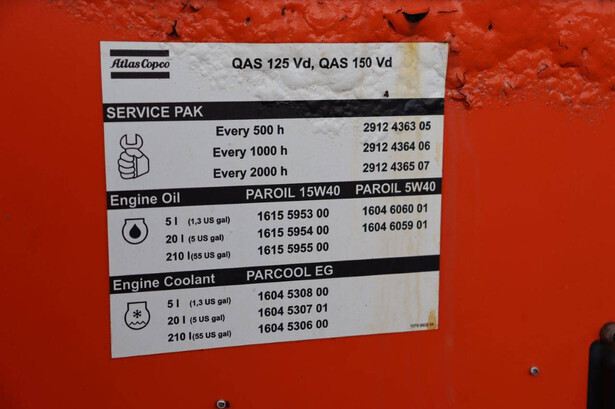 Atlas Copco QAS 125 Vd, QAS 150 Vd
SERVICE PAK
Every 500 h 2912 4363 05
Every 1000 h 2912 4364 06
Every 2000 h 2912 4365 07
Engine Oil PAROIL 15W40 PAROIL 5W40
5 l (1,3 US gal) 1615 5953 00 1604 6060 01
20 l (5 US gal) 1615 5954 00 1604 6059 01
210 l (55 US gal) 1615 5955 00
Engine Coolant PARCOOL EG
5 l (1,3 US gal) 1604 5308 00
20 l (5 US gal) 1604 5307 01
210 l (55 US gal) 1604 5306 00